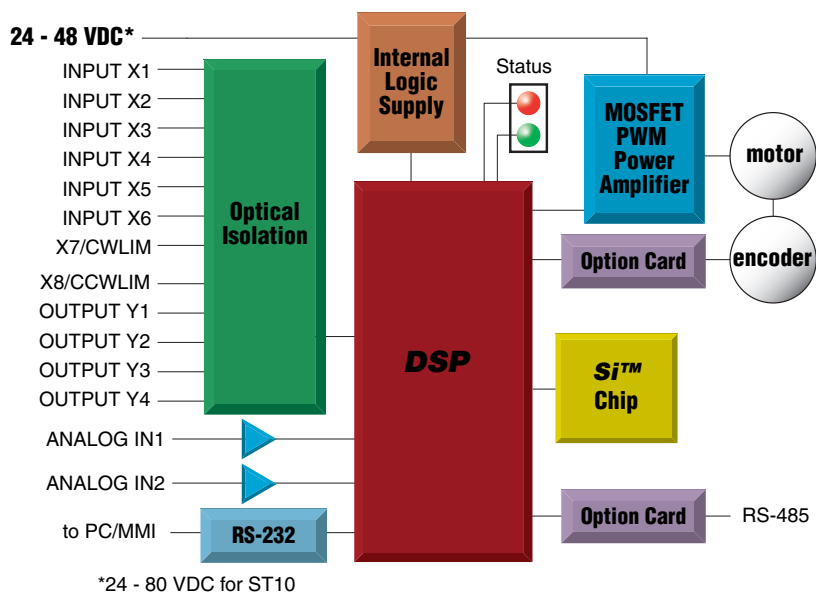 24 - 48 VDC*
INPUT X1
INPUT X2
INPUT X3
INPUT X4
INPUT X5
INPUT X6
X7/CWLIM
X8/CCWLIM
OUTPUT Y1
OUTPUT Y2
OUTPUT Y3
OUTPUT Y4
ANALOG IN1
ANALOG IN2
to PC/MMI
Optical
Isolation
RS-232
Internal
Logic
Supply
Status
DSP
MOSFET
PWM
Power
Amplifier
motor
Option Card
encoder
Si™
Chip
Option Card
RS-485
*24 - 80 VDC for ST10